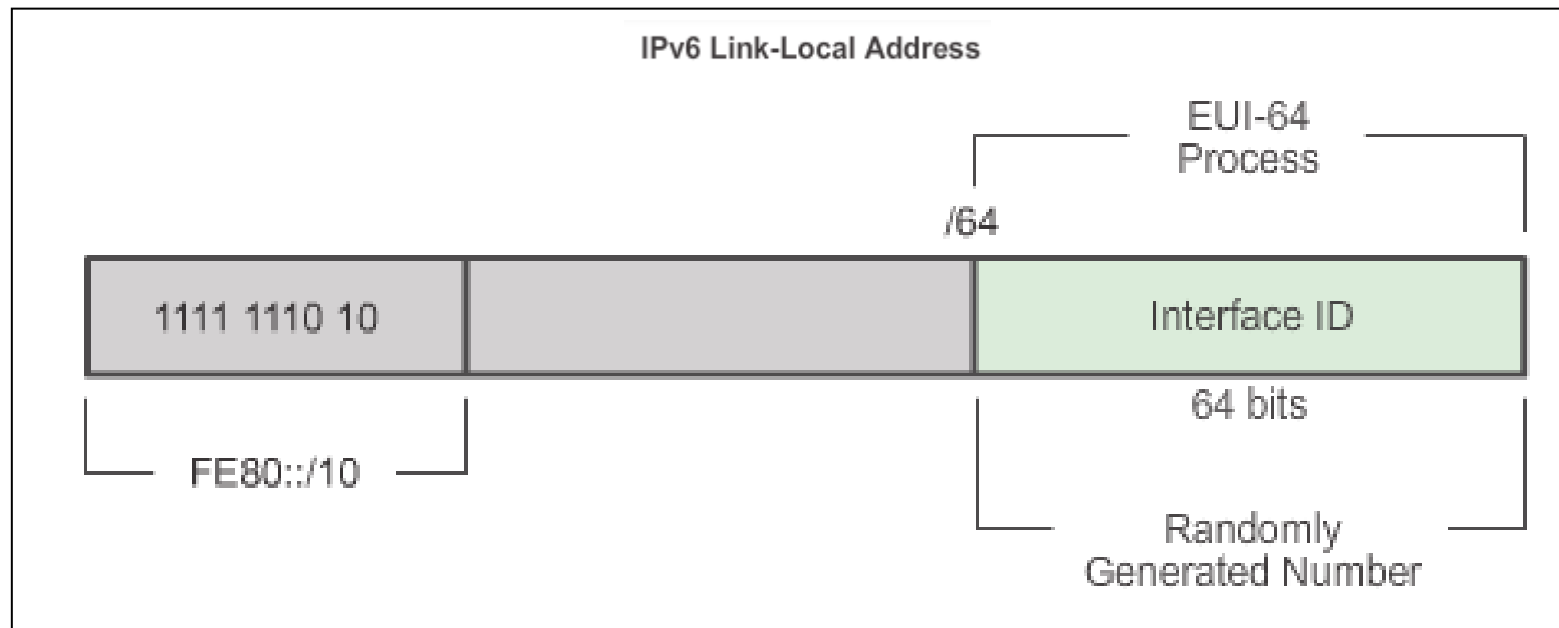 IPv6 Link-Local Address
EUI-64
Process
/64
1111 1110 10
Interface ID
64 bits
FE80::/10
Randomly
Generated Number